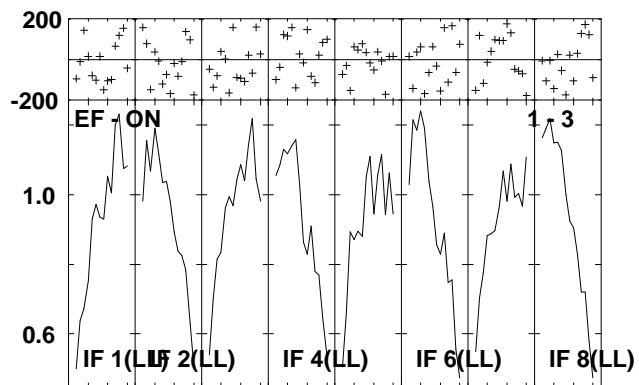 200
-200
EF - ON 1 - 3
1.0
0.6
IF 1(LL) IF 2(LL) IF 4(LL) IF 6(LL) IF 8(LL)